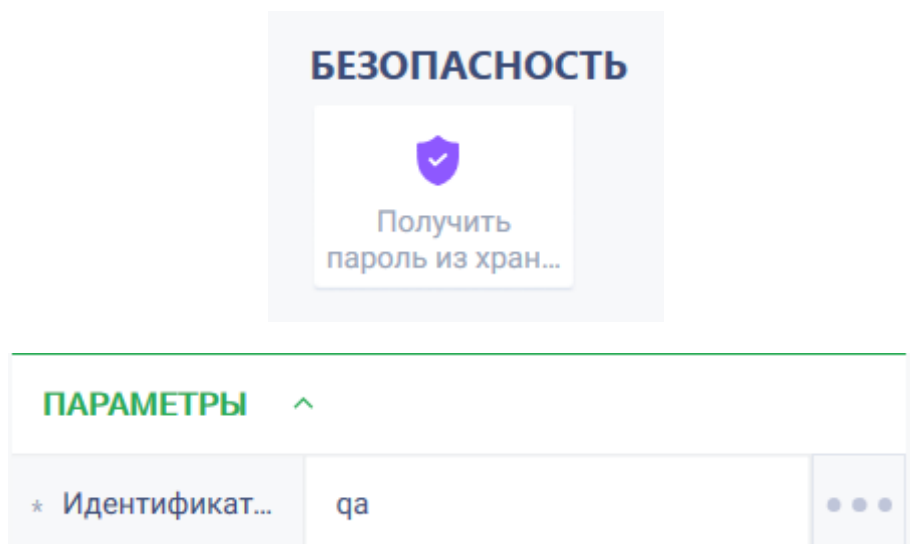 БЕЗОПАСНОСТЬ
Получить
пароль из хран...
ПАРАМЕТРЫ
* Идентификат... qa